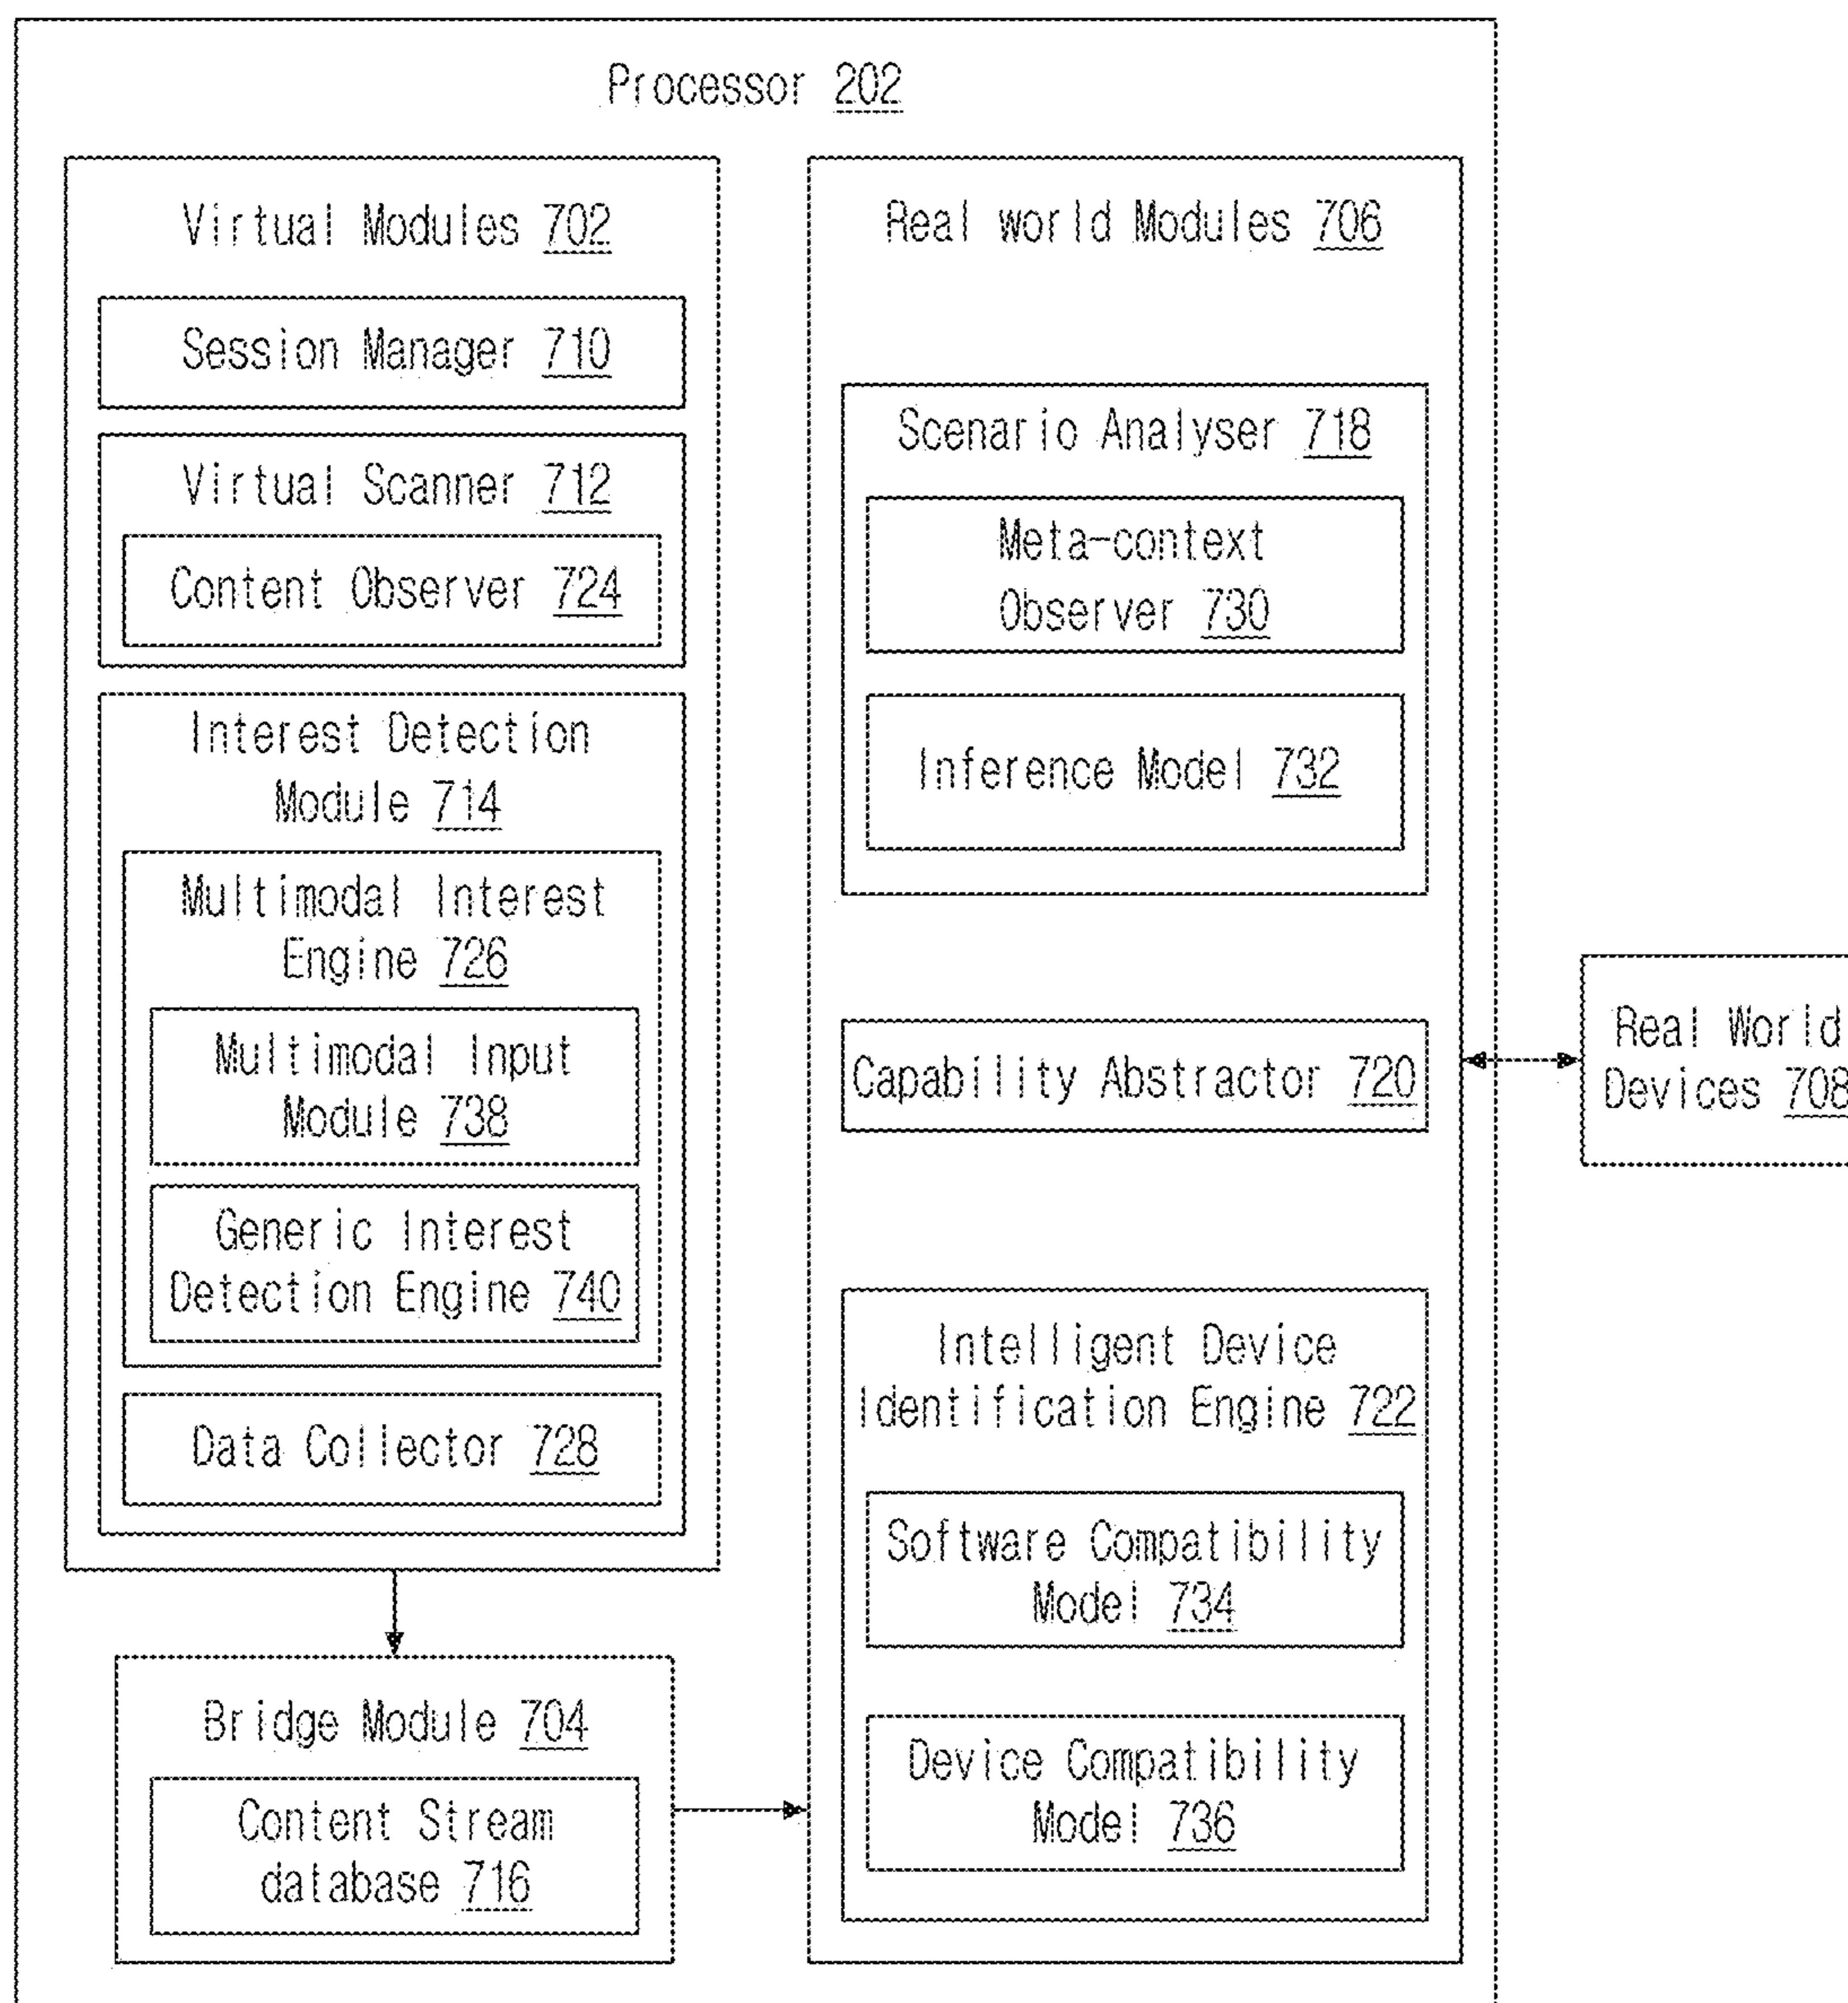 Processor 202
Virtual Modules 702
Session Manager 710
Virtual Scanner 712
Content Observer 724
Interest Detection
Module 714
Multimodal Interest
Engine 726
Multimodal Input
Module 738
Generic Interest
Detection Engine 740
Data Collector 728
Bridge Module 704
Content Stream
database 716
Real world Modules 706
Scenario Analyser 718
Meta-context
Observer 730
Inference Model 732
Capability Abstractor 720
Intelligent Device
Identification Engine 722
Software Compatibility
Model 734
Device Compatibility
Model 736
Real World
Devices 708